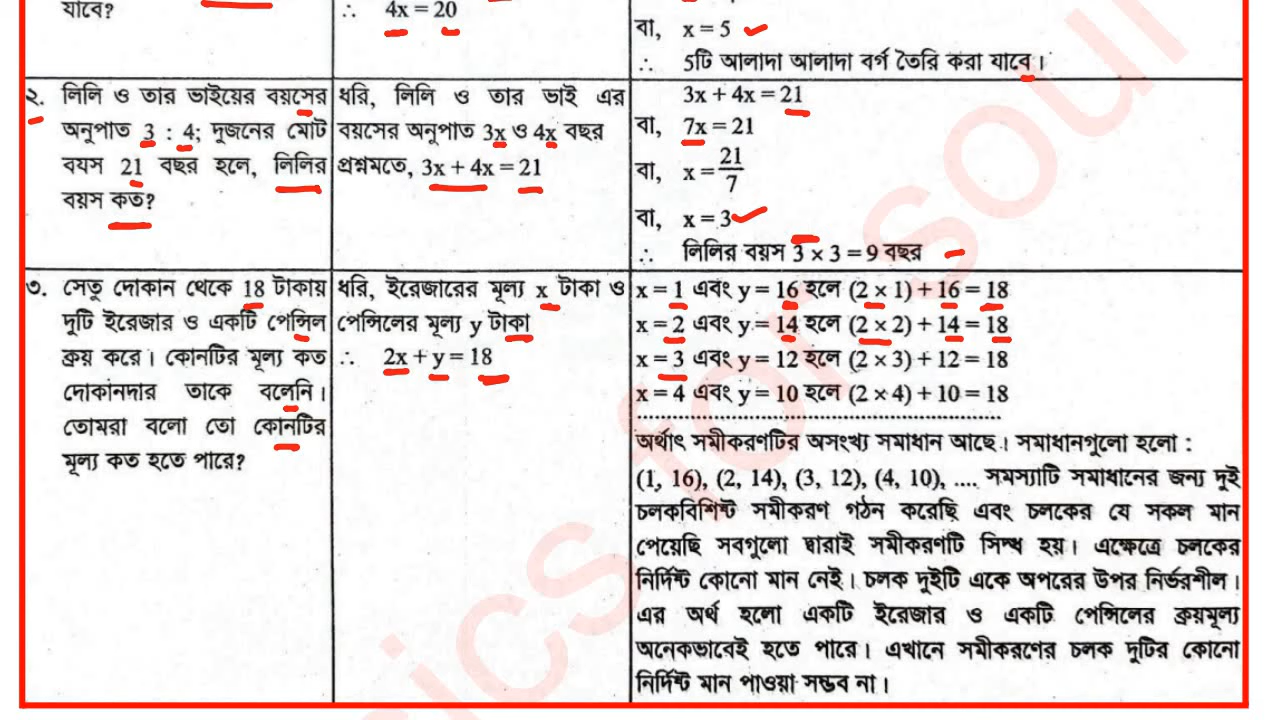 যাবে?
∴ 4x = 20
বা, x = 5
∴ 5টি আলাদা আলাদা বর্গ তৈরি করা যাবে।
২. লিলি ও তার ভাইয়ের বয়সের
অনুপাত 3 : 4; দুজনের মোট
বয়স 21 বছর হলে, লিলির
বয়স কত?
ধরি, লিলি ও তার ভাই এর
বয়সের অনুপাত 3x ও 4x বছর
প্রশ্নমতে, 3x + 4x = 21
3x + 4x = 21
বা, 7x = 21
বা, x = 21/7
বা, x = 3
∴ লিলির বয়স 3 × 3 = 9 বছর
৩. সেতু দোকান থেকে 18 টাকায়
দুটি ইরেজার ও একটি পেন্সিল
ক্রয় করে। কোনটির মূল্য কত
দোকানদার তাকে বলেনি।
তোমরা বলো তো কোনটির
মূল্য কত হতে পারে?
ধরি, ইরেজারের মূল্য x টাকা ও
পেন্সিলের মূল্য y টাকা
∴ 2x + y = 18
x = 1 এবং y = 16 হলে (2 × 1) + 16 = 18
x = 2 এবং y = 14 হলে (2 × 2) + 14 = 18
x = 3 এবং y = 12 হলে (2 × 3) + 12 = 18
x = 4 এবং y = 10 হলে (2 × 4) + 10 = 18
অর্থাৎ সমীকরণটির অসংখ্য সমাধান আছে। সমাধানগুলো হলো :
(1, 16), (2, 14), (3, 12), (4, 10), .... সমস্যাটি সমাধানের জন্য দুই
চলকবিশিষ্ট সমীকরণ গঠন করেছি এবং চলকের যে সকল মান
পেয়েছি সবগুলো দ্বারাই সমীকরণটি সিদ্ধ হয়। এক্ষেত্রে চলকের
নির্দিষ্ট কোনো মান নেই। চলক দুইটি একে অপরের উপর নির্ভরশীল।
এর অর্থ হলো একটি ইরেজার ও একটি পেন্সিলের ক্রয়মূল্য
অনেকভাবেই হতে পারে। এখানে সমীকরণের চলক দুটির কোনো
নির্দিষ্ট মান পাওয়া সম্ভব না।
ics for soul